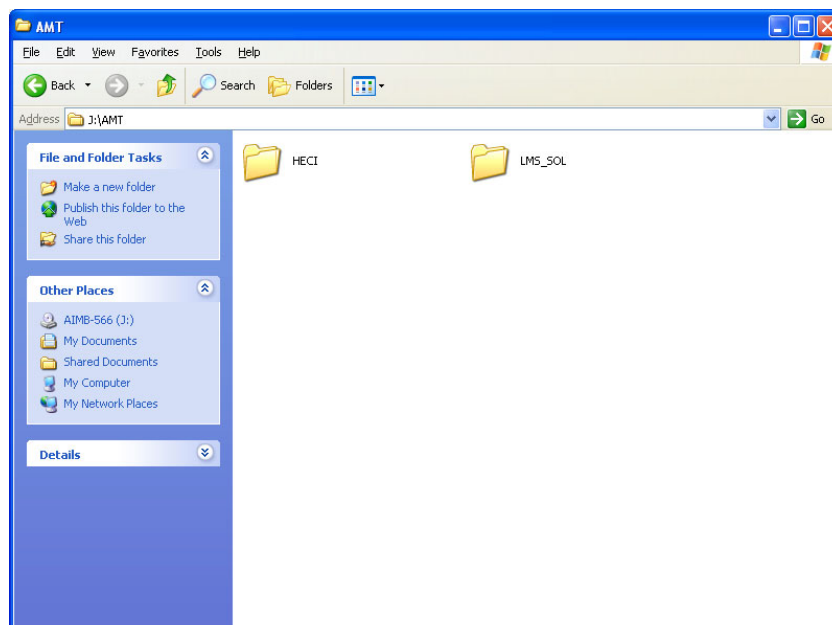 AMT
File Edit View Favorites Tools Help
Back Search Folders
Address J:\AMT Go
File and Folder Tasks
Make a new folder
Publish this folder to the
Web
Share this folder
Other Places
AIMB-566 (J:)
My Documents
Shared Documents
My Computer
My Network Places
Details
HECI LMS_SOL